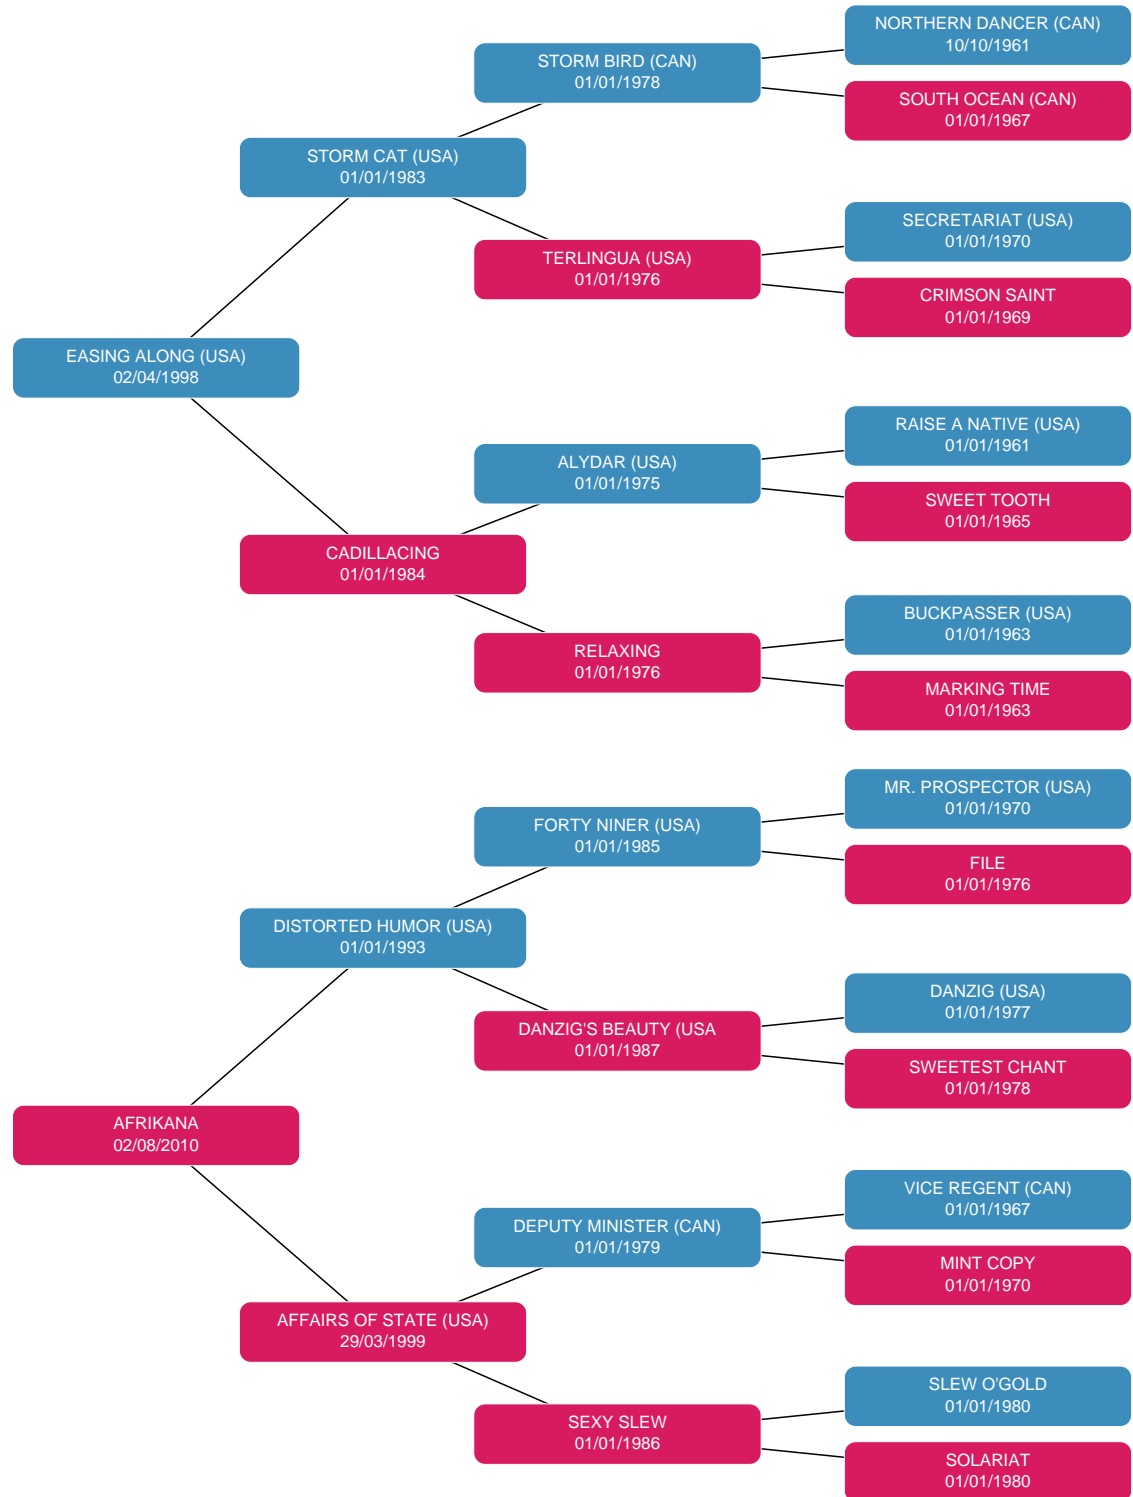 NORTHERN DANCER (CAN)
10/10/1961
STORM BIRD (CAN)
01/01/1978
SOUTH OCEAN (CAN)
01/01/1967
STORM CAT (USA)
01/01/1983
SECRETARIAT (USA)
01/01/1970
TERLINGUA (USA)
01/01/1976
CRIMSON SAINT
01/01/1969
EASING ALONG (USA)
02/04/1998
RAISE A NATIVE (USA)
01/01/1961
ALYDAR (USA)
01/01/1975
SWEET TOOTH
01/01/1965
CADILLACING
01/01/1984
BUCKPASSER (USA)
01/01/1963
RELAXING
01/01/1976
MARKING TIME
01/01/1963
MR. PROSPECTOR (USA)
01/01/1970
FORTY NINER (USA)
01/01/1985
FILE
01/01/1976
DISTORTED HUMOR (USA)
01/01/1993
DANZIG (USA)
01/01/1977
DANZIG'S BEAUTY (USA
01/01/1987
SWEETEST CHANT
01/01/1978
AFRIKANA
02/08/2010
VICE REGENT (CAN)
01/01/1967
DEPUTY MINISTER (CAN)
01/01/1979
MINT COPY
01/01/1970
AFFAIRS OF STATE (USA)
29/03/1999
SLEW O'GOLD
01/01/1980
SEXY SLEW
01/01/1986
SOLARIAT
01/01/1980